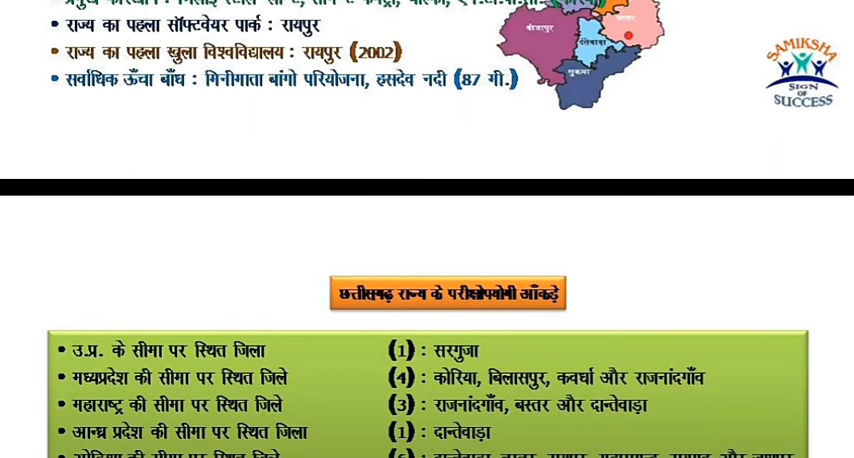 • राज्य का पहला सॉफ्टवेयर पार्क : रायपुर
• राज्य का पहला खुला विश्वविद्यालय : रायपुर (2002)
• सर्वाधिक ऊँचा बाँध : मिनीमाता बांगो परियोजना, हसदेव नदी (87 मी.)
बीजापुर
बस्तर
दंतेवाड़ा
सुकमा
SAMIKSHA
SIGN
OF
SUCCESS
छत्तीसगढ़ राज्य के परीक्षोपयोगी आँकड़े
• उ.प्र. के सीमा पर स्थित जिला (1) : सरगुजा
• मध्यप्रदेश की सीमा पर स्थित जिले (4) : कोरिया, बिलासपुर, कवर्धा और राजनांदगाँव
• महाराष्ट्र की सीमा पर स्थित जिले (3) : राजनांदगाँव, बस्तर और दान्तेवाड़ा
• आन्ध्र प्रदेश की सीमा पर स्थित जिला (1) : दान्तेवाड़ा